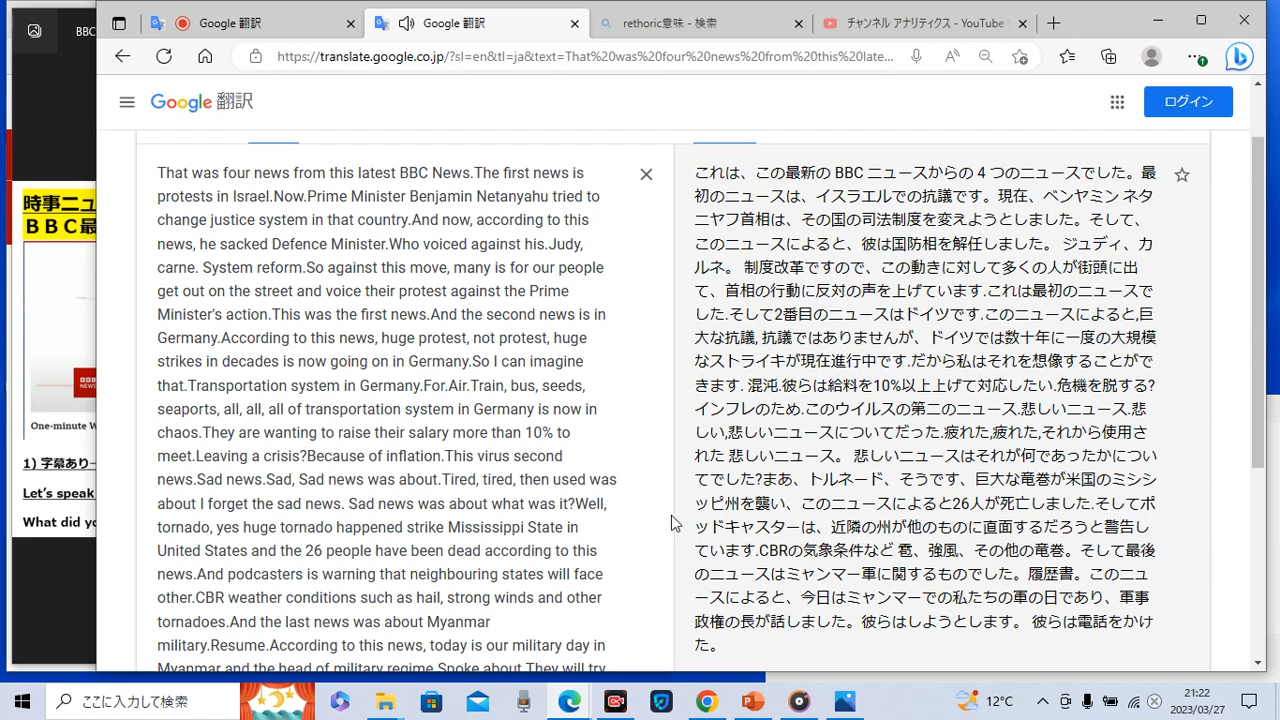 BBC
Google 翻訳
Google 翻訳
rethoric意味 - 検索
チャンネル アナリティクス - YouTube
https://translate.google.co.jp/?sl=en&tl=ja&text=That%20was%20four%20news%20from%20this%20late...
Google 翻訳
ログイン
時事ニュ
ＢＢＣ最
BBC
NEWS
One-minute W
1) 字幕あり
Let's speak
What did yo
That was four news from this latest BBC News.The first news is
protests in Israel.Now.Prime Minister Benjamin Netanyahu tried to
change justice system in that country.And now, according to this
news, he sacked Defence Minister.Who voiced against his.Judy,
carne. System reform.So against this move, many is for our people
get out on the street and voice their protest against the Prime
Minister's action.This was the first news.And the second news is in
Germany.According to this news, huge protest, not protest, huge
strikes in decades is now going on in Germany.So I can imagine
that.Transportation system in Germany.For.Air.Train, bus, seeds,
seaports, all, all, all of transportation system in Germany is now in
chaos.They are wanting to raise their salary more than 10% to
meet.Leaving a crisis?Because of inflation.This virus second
news.Sad news.Sad, Sad news was about.Tired, tired, then used was
about I forget the sad news. Sad news was about what was it?Well,
tornado, yes huge tornado happened strike Mississippi State in
United States and the 26 people have been dead according to this
news.And podcasters is warning that neighbouring states will face
other.CBR weather conditions such as hail, strong winds and other
tornadoes.And the last news was about Myanmar
military.Resume.According to this news, today is our military day in
Myanmar and the head of military regime.Spoke about.They will try
これは、この最新の BBC ニュースからの 4 つのニュースでした。最
初のニュースは、イスラエルでの抗議です。現在、ベンヤミン ネタ
ニヤフ首相は、その国の司法制度を変えようとしました。そして、
このニュースによると、彼は国防相を解任しました。 ジュディ、カ
ルネ。 制度改革ですので、この動きに対して多くの人が街頭に出
て、首相の行動に反対の声を上げています.これは最初のニュースで
した.そして2番目のニュースはドイツです.このニュースによると,巨
大な抗議, 抗議ではありませんが、ドイツでは数十年に一度の大規模
なストライキが現在進行中です.だから私はそれを想像することがで
きます. 混沌.彼らは給料を10%以上上げて対応したい.危機を脱する?
インフレのため.このウイルスの第二のニュース.悲しいニュース.悲
しい,悲しいニュースについてだった.疲れた,疲れた,それから使用さ
れた 悲しいニュース。 悲しいニュースはそれが何であったかについ
てでした?まあ、トルネード、そうです、巨大な竜巻が米国のミシシ
ッピ州を襲い、このニュースによると26人が死亡しました.そしてポ
ッドキャスターは、近隣の州が他のものに直面するだろうと警告し
ています.CBRの気象条件など 雹、強風、その他の竜巻。そして最後
のニュースはミャンマー軍に関するものでした。履歴書。このニュ
ースによると、今日はミャンマーでの私たちの軍の日であり、軍事
政権の長が話しました。彼らはしようとします。 彼らは電話をかけ
た。
ここに入力して検索
12°C
21:22
2023/03/27